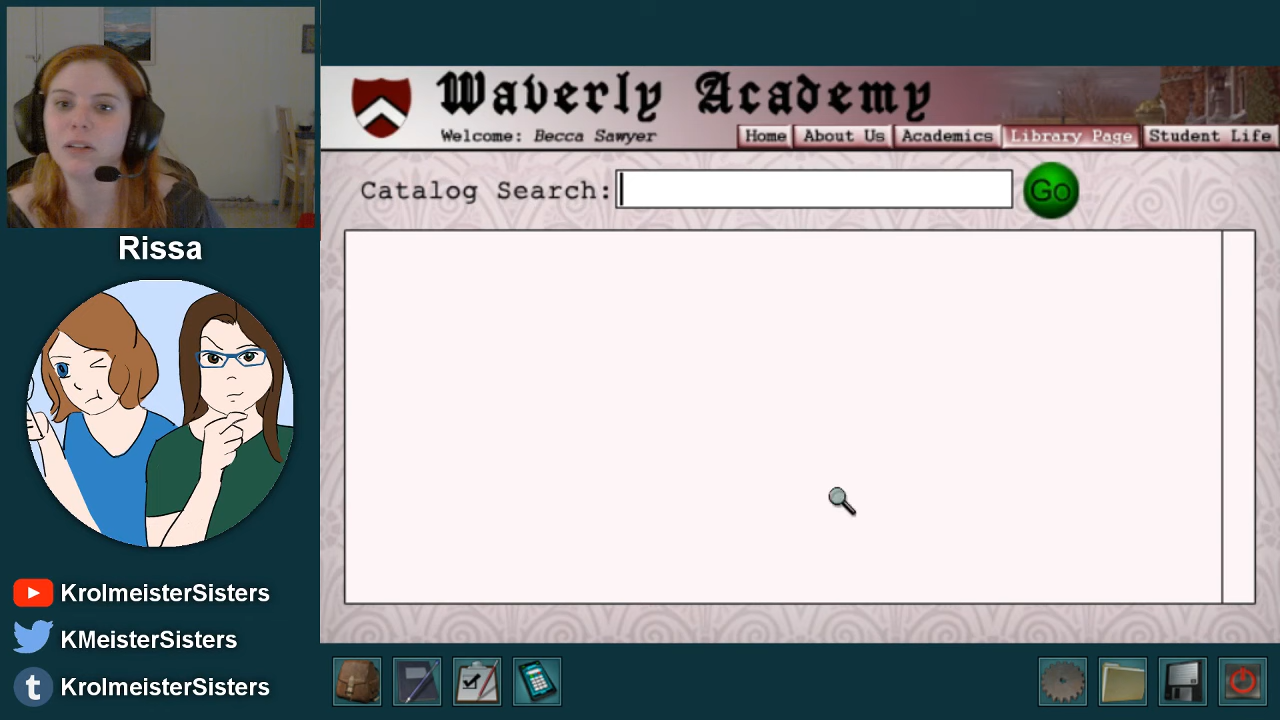 Waverly Academy
Welcome: Becca Sawyer
Home About Us Academics Library Page Student Life
Catalog Search: Go
Rissa
KrolmeisterSisters
KMeisterSisters
t KrolmeisterSisters